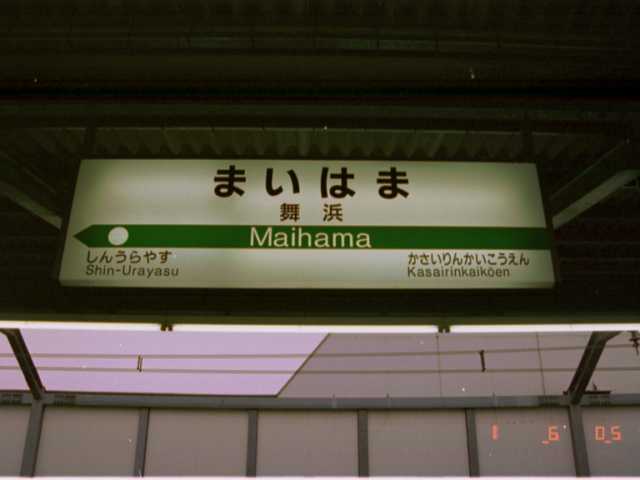 まいはま
舞浜
Maihama
しんうらやす
Shin-Urayasu
かさいりんかいこうえん
Kasairinkaikōen
1 6 05